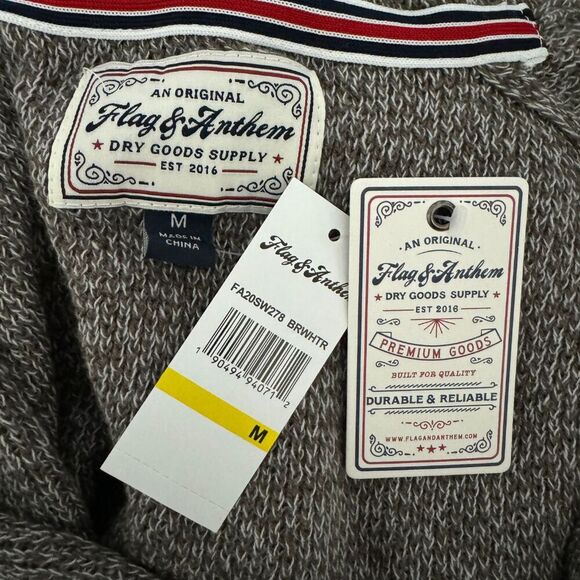 AN ORIGINAL
Flag & Anthem
DRY GOODS SUPPLY
EST 2016
M
MADE IN
CHINA
Flag & Anthem
FA20SW278 BRWHTR
1 90494 94071 2
M
AN ORIGINAL
Flag & Anthem
DRY GOODS SUPPLY
EST 2016
PREMIUM GOODS
BUILT FOR QUALITY
DURABLE & RELIABLE
WWW.FLAGANDANTHEM.COM